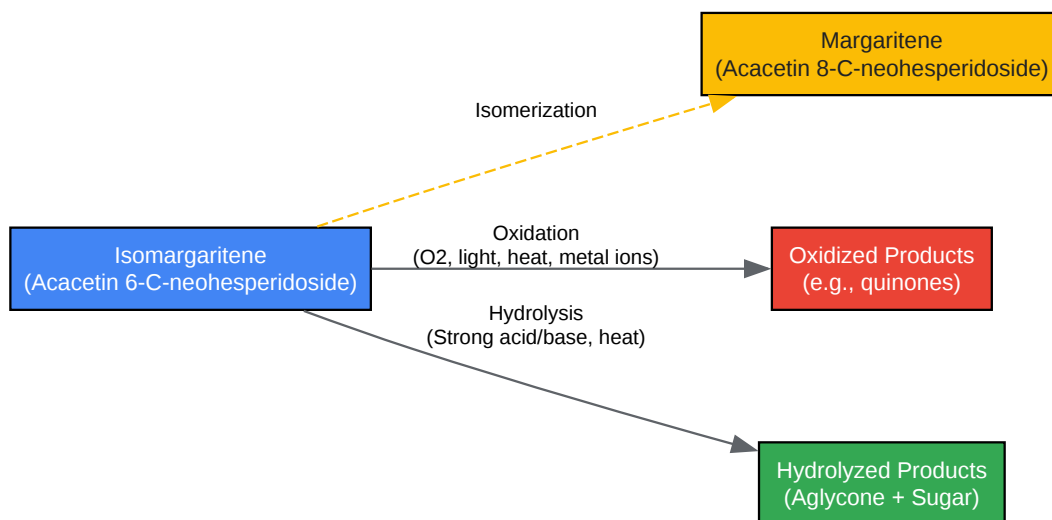 Margaritene
(Acacetin 8-C-neohesperidoside)
Isomerization
Isomargaritene
(Acacetin 6-C-neohesperidoside)
Oxidation
(O2, light, heat, metal ions)
Oxidized Products
(e.g., quinones)
Hydrolysis
(Strong acid/base, heat)
Hydrolyzed Products
(Aglycone + Sugar)